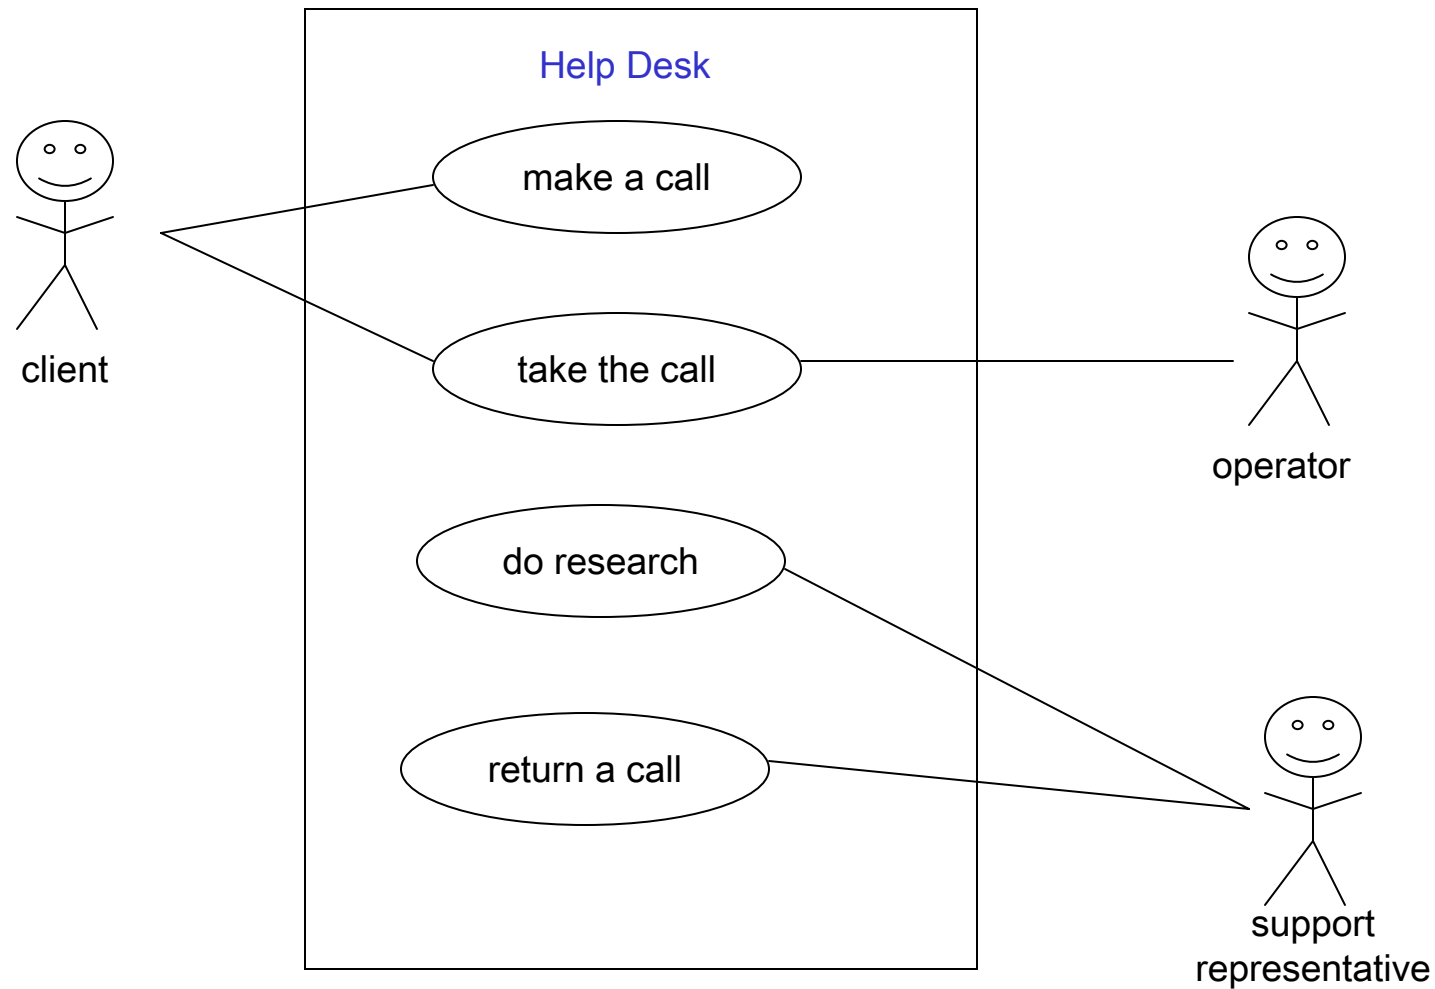 Help Desk
make a call
client
take the call
operator
do research
return a call
support
representative